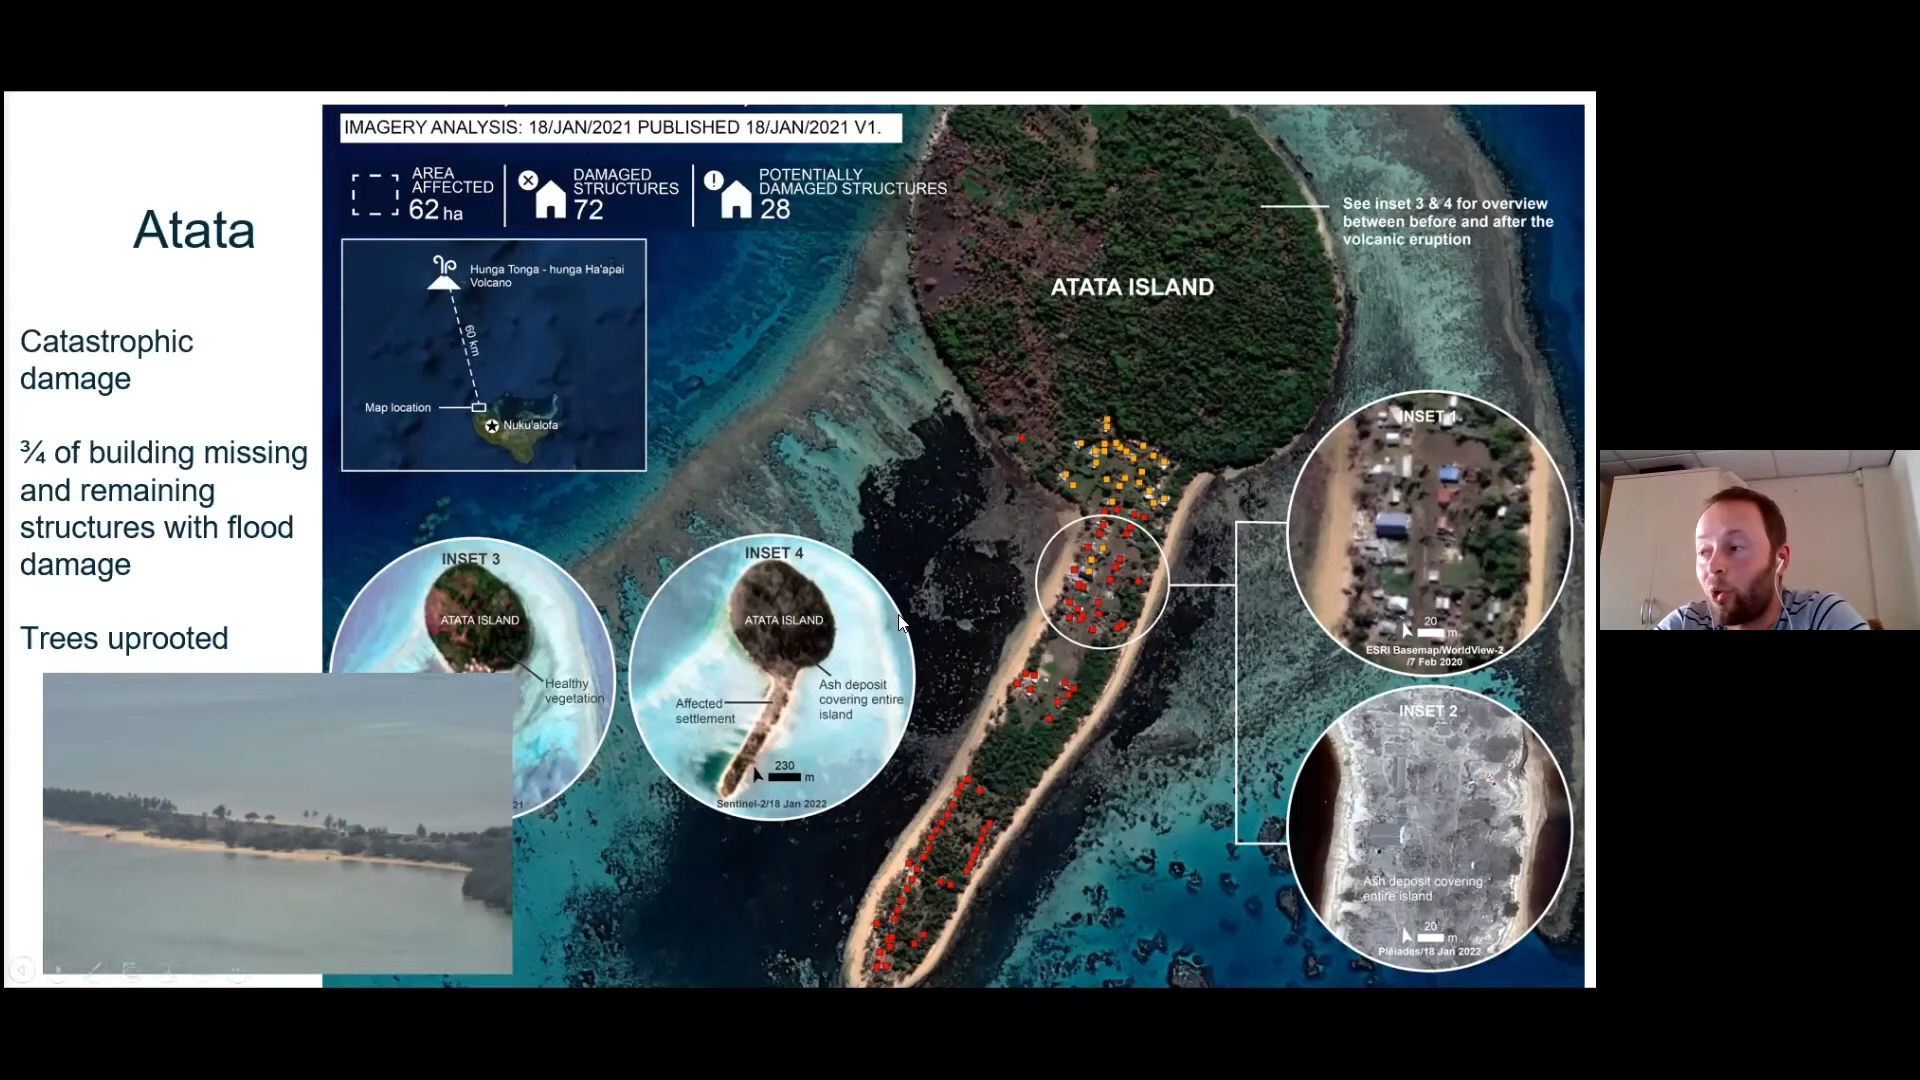 Atata
Catastrophic
damage
¾ of building missing
and remaining
structures with flood
damage
Trees uprooted
IMAGERY ANALYSIS: 18/JAN/2021 PUBLISHED 18/JAN/2021 V1.
AREA
AFFECTED
62 ha
DAMAGED
STRUCTURES
72
POTENTIALLY
DAMAGED STRUCTURES
28
Hunga Tonga - hunga Ha'apai
Volcano
60 km
Map location
Nuku'alofa
See inset 3 & 4 for overview
between before and after the
volcanic eruption
ATATA ISLAND
INSET 3
ATATA ISLAND
Healthy
vegetation
21
INSET 4
ATATA ISLAND
Affected
settlement
Ash deposit
covering entire
island
230
m
Sentinel-2/18 Jan 2022
INSET 1
20
m
ESRI Basemap/WorldView-2
/7 Feb 2020
INSET 2
Ash deposit covering
entire island
20
m
Pléiades/18 Jan 2022